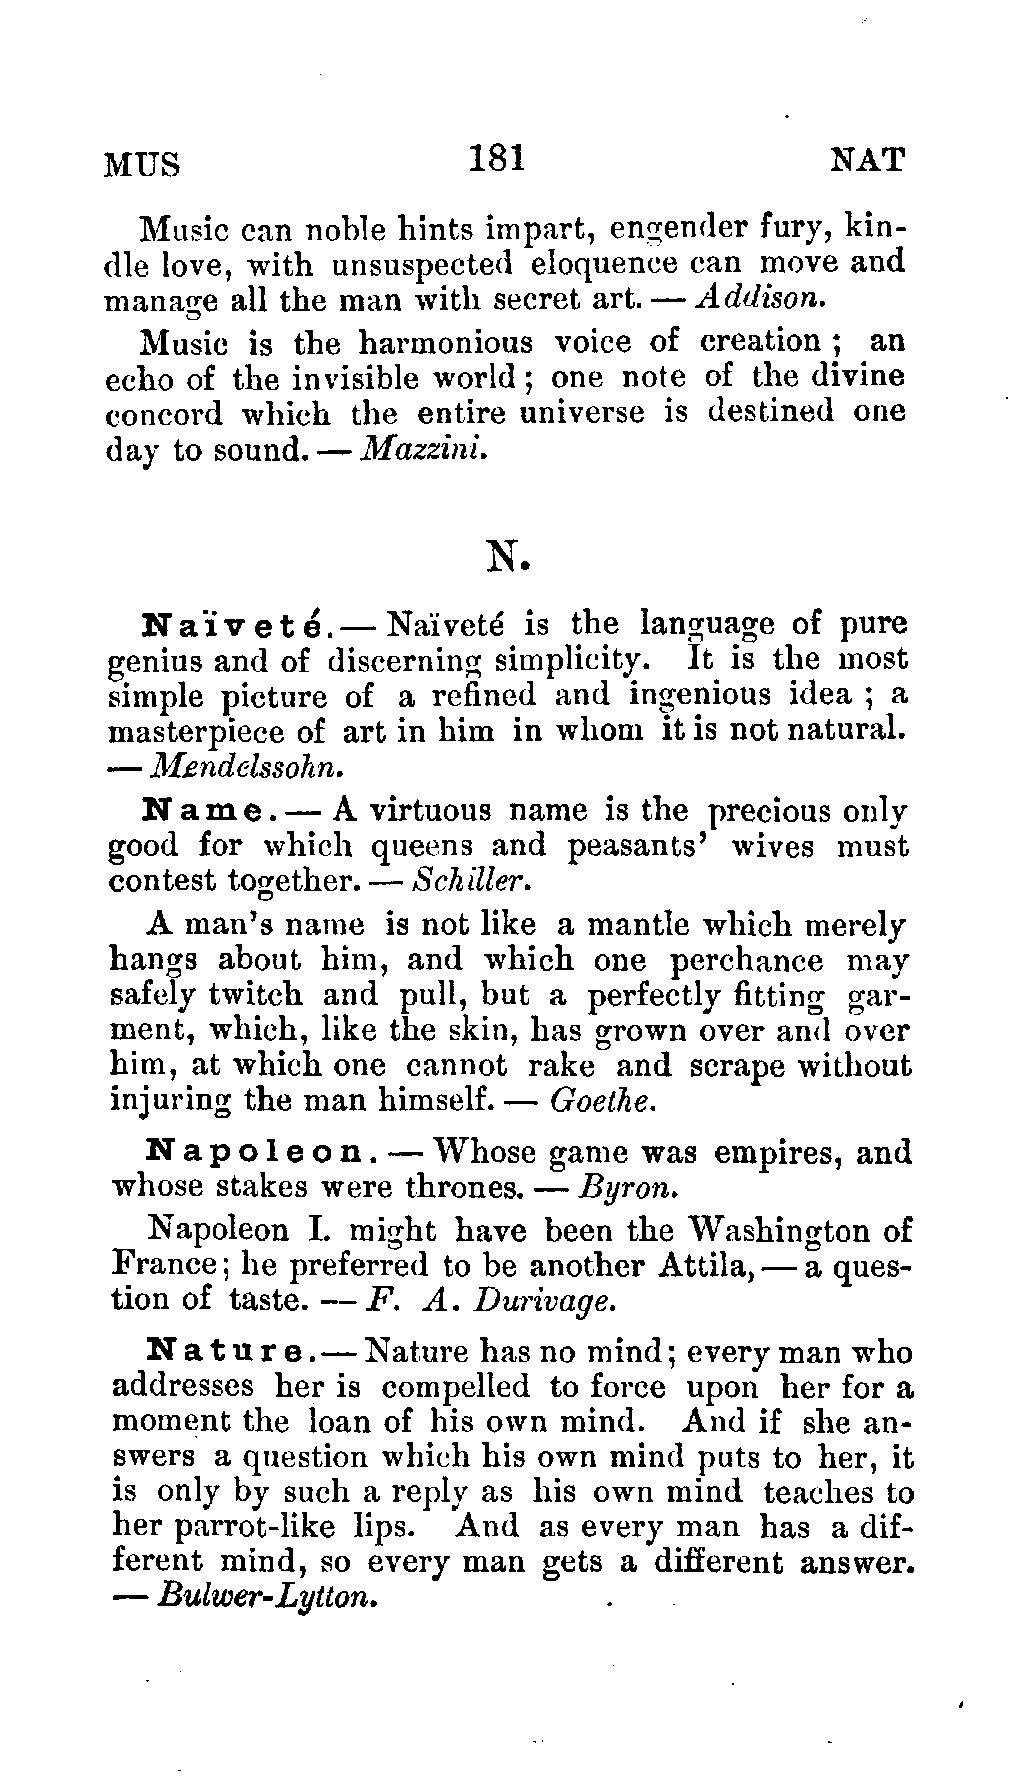 MUS 181 NAT
Music can noble hints impart, engender fury, kin-
dle love, with unsuspected eloquence can move and
manage all the man with secret art. — Addison.
Music is the harmonious voice of creation ; an
echo of the invisible world ; one note of the divine
concord which the entire universe is destined one
day to sound. — Mazzini.
N.
Naïveté. — Naïveté is the language of pure
genius and of discerning simplicity. It is the most
simple picture of a refined and ingenious idea ; a
masterpiece of art in him in whom it is not natural.
— Mendelssohn.
Name. — A virtuous name is the precious only
good for which queens and peasants' wives must
contest together. — Schiller.
A man's name is not like a mantle which merely
hangs about him, and which one perchance may
safely twitch and pull, but a perfectly fitting gar-
ment, which, like the skin, has grown over and over
him, at which one cannot rake and scrape without
injuring the man himself. — Goethe.
Napoleon. — Whose game was empires, and
whose stakes were thrones. — Byron.
Napoleon I. might have been the Washington of
France; he preferred to be another Attila, — a ques-
tion of taste. — F. A. Durivage.
Nature. — Nature has no mind; every man who
addresses her is compelled to force upon her for a
moment the loan of his own mind. And if she an-
swers a question which his own mind puts to her, it
is only by such a reply as his own mind teaches to
her parrot-like lips. And as every man has a dif-
ferent mind, so every man gets a different answer.
— Bulwer-Lytton.